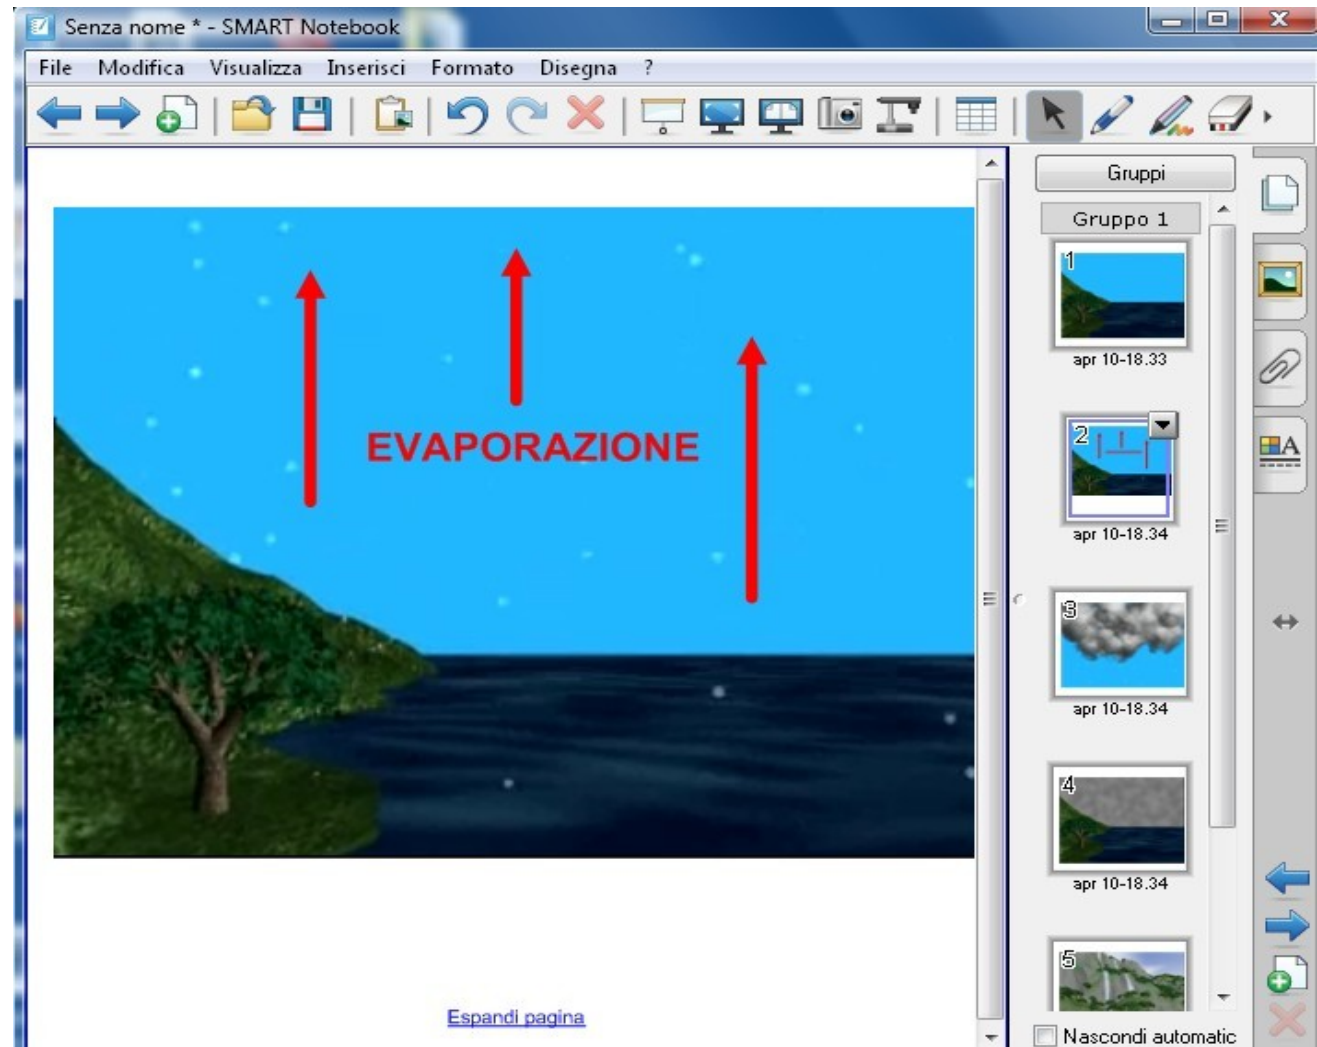 Senza nome * - SMART Notebook
File Modifica Visualizza Inserisci Formato Disegna ?
Gruppi
Gruppo 1
1
apr 10-18.33
2
apr 10-18.34
3
apr 10-18.34
4
apr 10-18.34
5
Nascondi automatic
EVAPORAZIONE
Espandi pagina
A